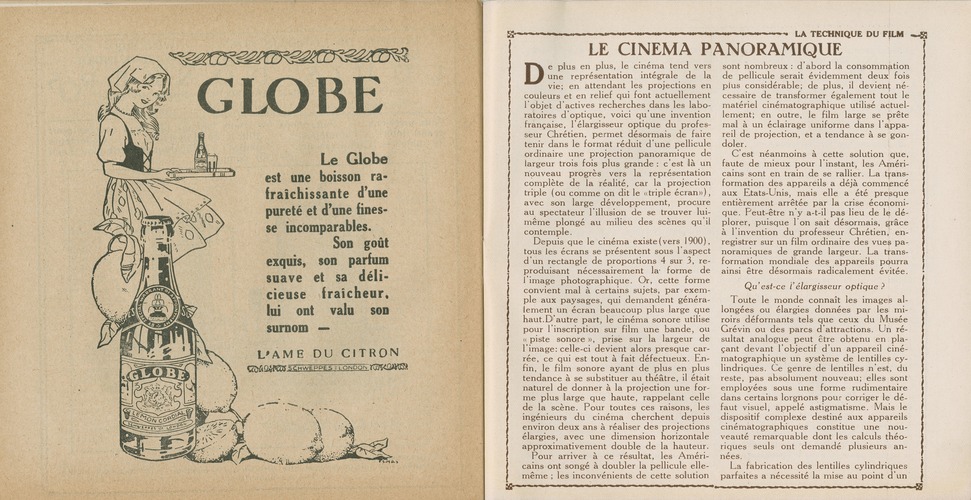 GLOBE
Le Globe
est une boisson ra-
fraîchissante d'une
pureté et d'une fines-
se incomparables.
Son goût
exquis, son parfum
suave et sa déli-
cieuse fraicheur,
lui ont valu son
surnom —
L'AME DU CITRON
SCHWEPPES LONDON
GLOBE
LA TECHNIQUE DU FILM
LE CINEMA PANORAMIQUE
De plus en plus, le cinéma tend vers
une représentation intégrale de la
vie; en attendant les projections en
couleurs et en relief qui font actuellement
l'objet d'actives recherches dans les labo-
ratoires d'optique, voici qu'une invention
française, l'élargisseur optique du profes-
seur Chrétien, permet désormais de faire
tenir dans le format réduit d'une pellicule
ordinaire une projection panoramique de
largeur trois fois plus grande : c'est là un
nouveau progrès vers la représentation
complète de la réalité, car la projection
triple (ou comme on dit le «triple écran»),
avec son large développement, procure
au spectateur l'illusion de se trouver lui-
même plongé au milieu des scènes qu'il
contemple.
Depuis que le cinéma existe (vers 1900),
tous les écrans se présentent sous l'aspect
d'un rectangle de proportions 4 sur 3, re-
produisant nécessairement la forme de
l'image photographique. Or, cette forme
convient mal à certains sujets, par exem-
ple aux paysages, qui demandent généra-
lement un écran beaucoup plus large que
haut. D'autre part, le cinéma sonore utilise
pour l'inscription sur film une bande, ou
« piste sonore», prise sur la largeur de
l'image: celle-ci devient alors presque car-
rée, ce qui est tout à fait défectueux. En-
fin, le film sonore ayant de plus en plus
tendance à se substituer au théâtre, il était
naturel de donner à la projection une for-
me plus large que haute, rappelant celle
de la scène. Pour toutes ces raisons, les
ingénieurs du cinéma cherchent depuis
environ deux ans à réaliser des projections
élargies, avec une dimension horizontale
approximativement double de la hauteur.
Pour arriver à ce résultat, les Améri-
cains ont songé à doubler la pellicule elle-
même ; les inconvénients de cette solution
sont nombreux : d'abord la consommation
de pellicule serait évidemment deux fois
plus considérable; de plus, il devient né-
cessaire de transformer également tout le
matériel cinématographique utilisé actuel-
lement; en outre, le film large se prête
mal à un éclairage uniforme dans l'appa-
reil de projection, et a tendance à se gon-
doler.
C'est néanmoins à cette solution que,
faute de mieux pour l'instant, les Améri-
cains sont en train de se rallier. La trans-
formation des appareils a déjà commencé
aux Etats-Unis, mais elle a été presque
entièrement arrêtée par la crise économi-
que. Peut-être n'y a-t-il pas lieu de le dé-
plorer, puisque l'on sait désormais, grâce
à l'invention du professeur Chrétien, en-
registrer sur un film ordinaire des vues pa-
noramiques de grande largeur. La trans-
formation mondiale des appareils pourra
ainsi être désormais radicalement évitée.
Qu'est-ce l'élargisseur optique ?
Toute le monde connaît les images al-
longées ou élargies données par les mi-
roirs déformants tels que ceux du Musée
Grévin ou des parcs d'attractions. Un ré-
sultat analogue peut être obtenu en pla-
çant devant l'objectif d'un appareil ciné-
matographique un système de lentilles cy-
lindriques. Ce genre de lentilles n'est, du
reste, pas absolument nouveau; elles sont
employées sous une forme rudimentaire
dans certains lorgnons pour corriger le dé-
faut visuel, appelé astigmatisme. Mais le
dispositif complexe destiné aux appareils
cinématographiques constitue une nou-
veauté remarquable dont les calculs théo-
riques seuls ont demandé plusieurs an-
nées.
La fabrication des lentilles cylindriques
parfaites a nécessité la mise au point d'un